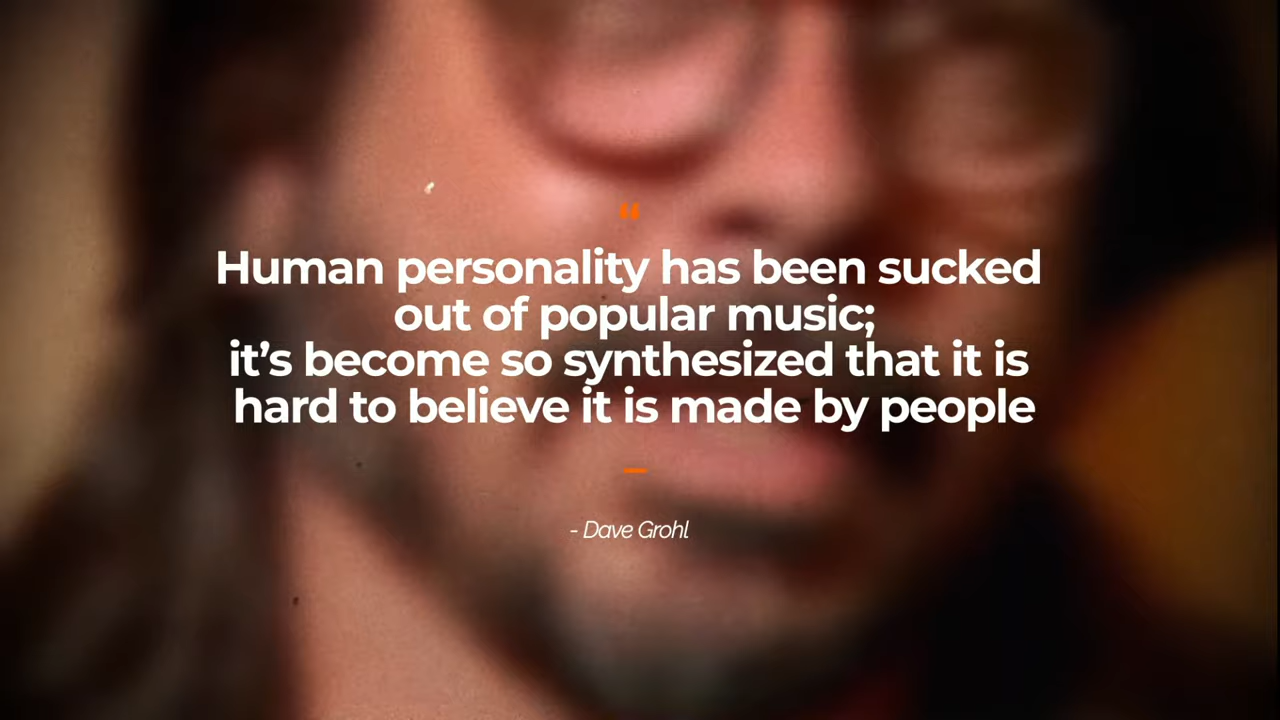 “
Human personality has been sucked
out of popular music;
it’s become so synthesized that it is
hard to believe it is made by people
- Dave Grohl